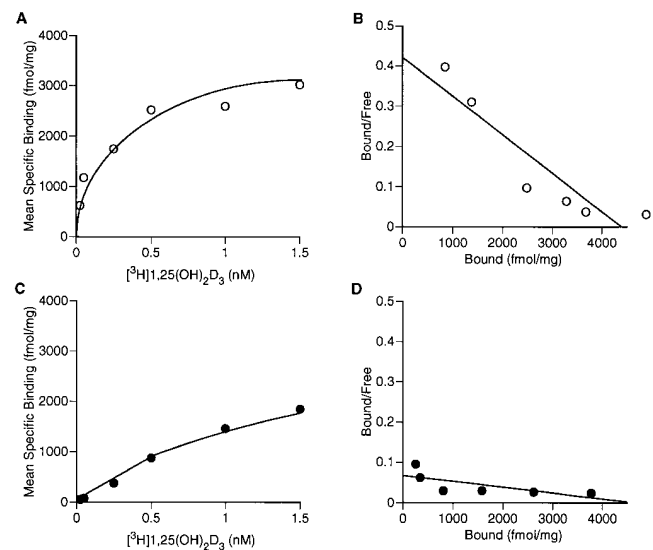 A
Mean Specific Binding (fmol/mg)
4000
3000
2000
1000
0
0 0.5 1 1.5
[³H]1,25(OH)₂D₃ (nM)
B
Bound/Free
0.5
0.4
0.3
0.2
0.1
0
0 1000 2000 3000 4000
Bound (fmol/mg)
C
Mean Specific Binding (fmol/mg)
4000
3000
2000
1000
0
0 0.5 1 1.5
[³H]1,25(OH)₂D₃ (nM)
D
Bound/Free
0.5
0.4
0.3
0.2
0.1
0
0 1000 2000 3000 4000
Bound (fmol/mg)